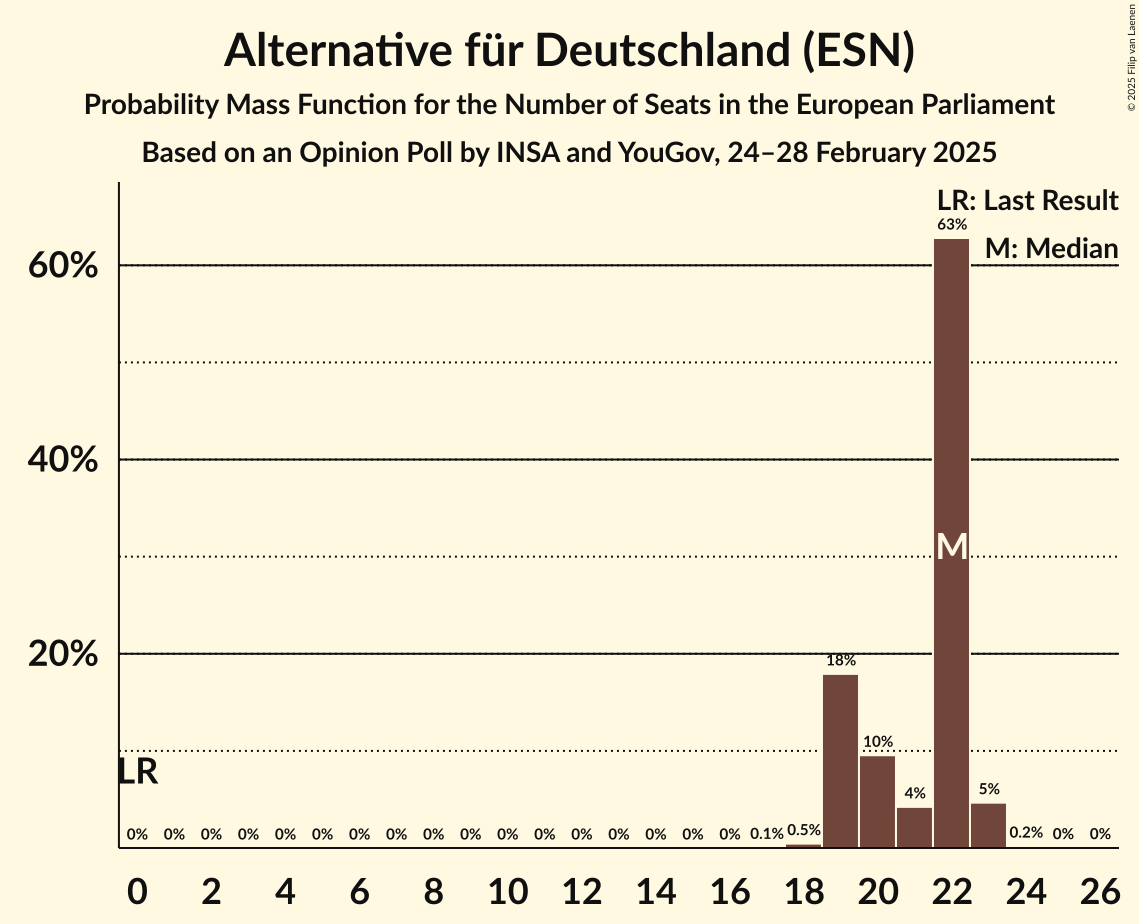 Alternative für Deutschland (ESN)
Probability Mass Function for the Number of Seats in the European Parliament
Based on an Opinion Poll by INSA and YouGov, 24–28 February 2025
© 2025 Filip van Laenen
LR: Last Result
M: Median
60%
40%
20%
63%
M
18%
10%
4%
5%
LR
0% 0% 0% 0% 0% 0% 0% 0% 0% 0% 0% 0% 0% 0% 0% 0% 0% 0.1% 0.5% 0.2% 0% 0%
0 2 4 6 8 10 12 14 16 18 20 22 24 26